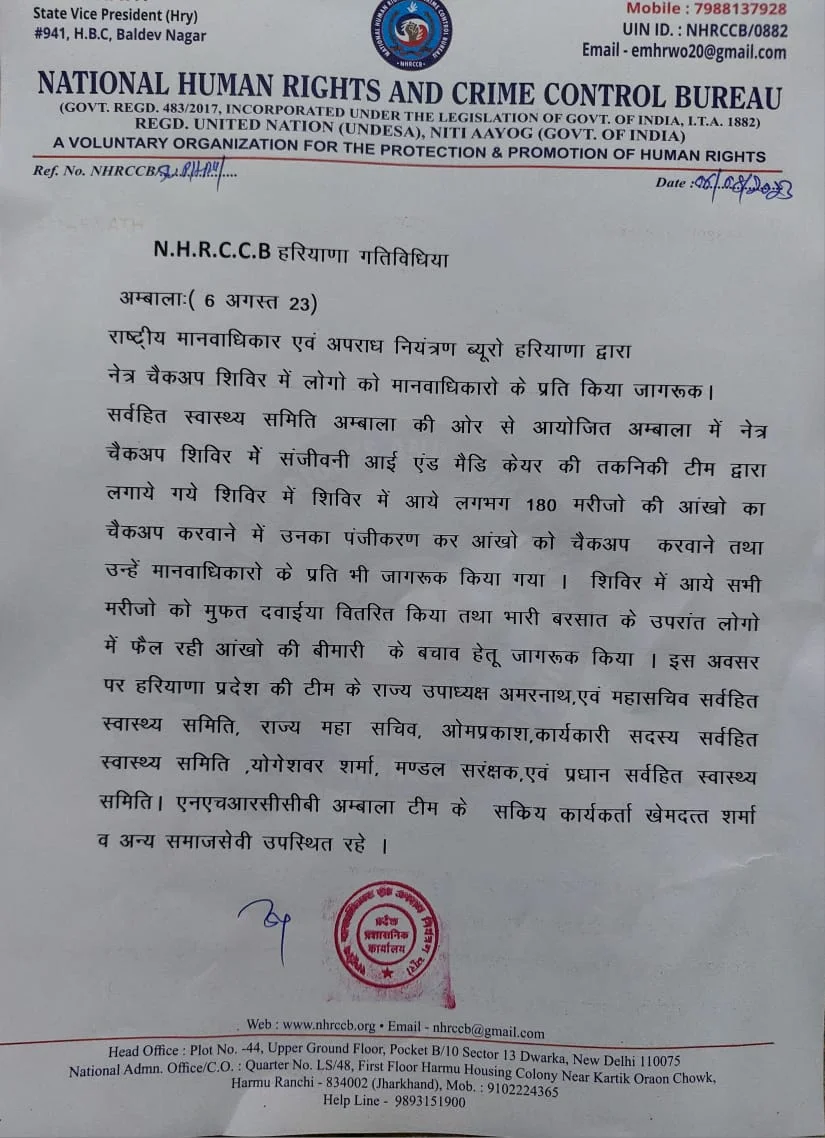 State Vice President (Hry)
#941, H.B.C, Baldev Nagar
Mobile : 7988137928
UIN ID. : NHRCCB/0882
Email - emhrwo20@gmail.com
NHRCCB
NATIONAL HUMAN RIGHTS AND CRIME CONTROL BUREAU
(GOVT. REGD. 483/2017, INCORPORATED UNDER THE LEGISLATION OF GOVT. OF INDIA, I.T.A. 1882)
REGD. UNITED NATION (UNDESA), NITI AAYOG (GOVT. OF INDIA)
A VOLUNTARY ORGANIZATION FOR THE PROTECTION & PROMOTION OF HUMAN RIGHTS
Ref. No. NHRCCB/
Date :06/08/2023
N.H.R.C.C.B हरियाणा गतिविधिया
अम्बालाः( 6 अगस्त 23)
राष्ट्रीय मानवाधिकार एवं अपराध नियंत्रण ब्यूरो हरियाणा द्वारा
नेत्र चैकअप शिविर में लोगो को मानवाधिकारो के प्रति किया जागरूक।
सर्वहित स्वास्थ्य समिति अम्बाला की ओर से आयोजित अम्बाला में नेत्र
चैकअप शिविर में संजीवनी आई एंड मैडि केयर की तकनिकी टीम द्वारा
लगाये गये शिविर में शिविर में आये लगभग 180 मरीजो की आंखो का
चैकअप करवाने में उनका पंजीकरण कर आंखो को चैकअप करवाने तथा
उन्हें मानवाधिकारो के प्रति भी जागरूक किया गया । शिविर में आये सभी
मरीजो को मुफत दवाईया वितरित किया तथा भारी बरसात के उपरांत लोगो
में फैल रही आंखो की बीमारी के बचाव हेतू जागरूक किया । इस अवसर
पर हरियाणा प्रदेश की टीम के राज्य उपाध्यक्ष अमरनाथ,एवं महासचिव सर्वहित
स्वास्थ्य समिति, राज्य महा सचिव, ओमप्रकाश,कार्यकारी सदस्य सर्वहित
स्वास्थ्य समिति ,योगेशवर शर्मा, मण्डल सरंक्षक,एवं प्रधान सर्वहित स्वास्थ्य
समिति। एनएचआरसीसीबी अम्बाला टीम के सकिय कार्यकर्ता खेमदत्त शर्मा
व अन्य समाजसेवी उपस्थित रहे ।
प्रदेश
प्रशासनिक
कार्यालय
Web : www.nhrccb.org • Email - nhrccb@gmail.com
Head Office : Plot No. -44, Upper Ground Floor, Pocket B/10 Sector 13 Dwarka, New Delhi 110075
National Admn. Office/C.O. : Quarter No. LS/48, First Floor Harmu Housing Colony Near Kartik Oraon Chowk,
Harmu Ranchi - 834002 (Jharkhand), Mob. : 9102224365
Help Line - 9893151900